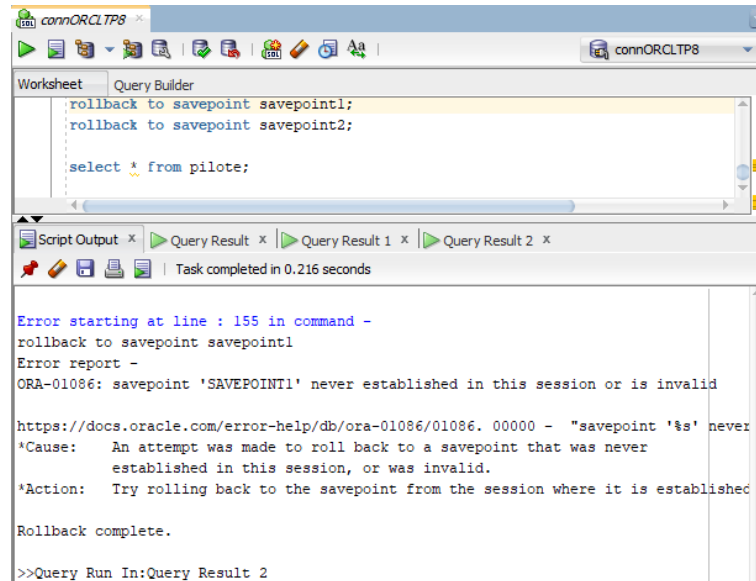 connORCLTP8
connORCLTP8
Worksheet Query Builder
rollback to savepoint savepoint1;
rollback to savepoint savepoint2;
select * from pilote;
Script Output x Query Result x Query Result 1 x Query Result 2 x
Task completed in 0.216 seconds
Error starting at line : 155 in command -
rollback to savepoint savepoint1
Error report -
ORA-01086: savepoint 'SAVEPOINT1' never established in this session or is invalid
https://docs.oracle.com/error-help/db/ora-01086/01086. 00000 - "savepoint '%s' never
*Cause: An attempt was made to roll back to a savepoint that was never
established in this session, or was invalid.
*Action: Try rolling back to the savepoint from the session where it is established
Rollback complete.
>>Query Run In:Query Result 2